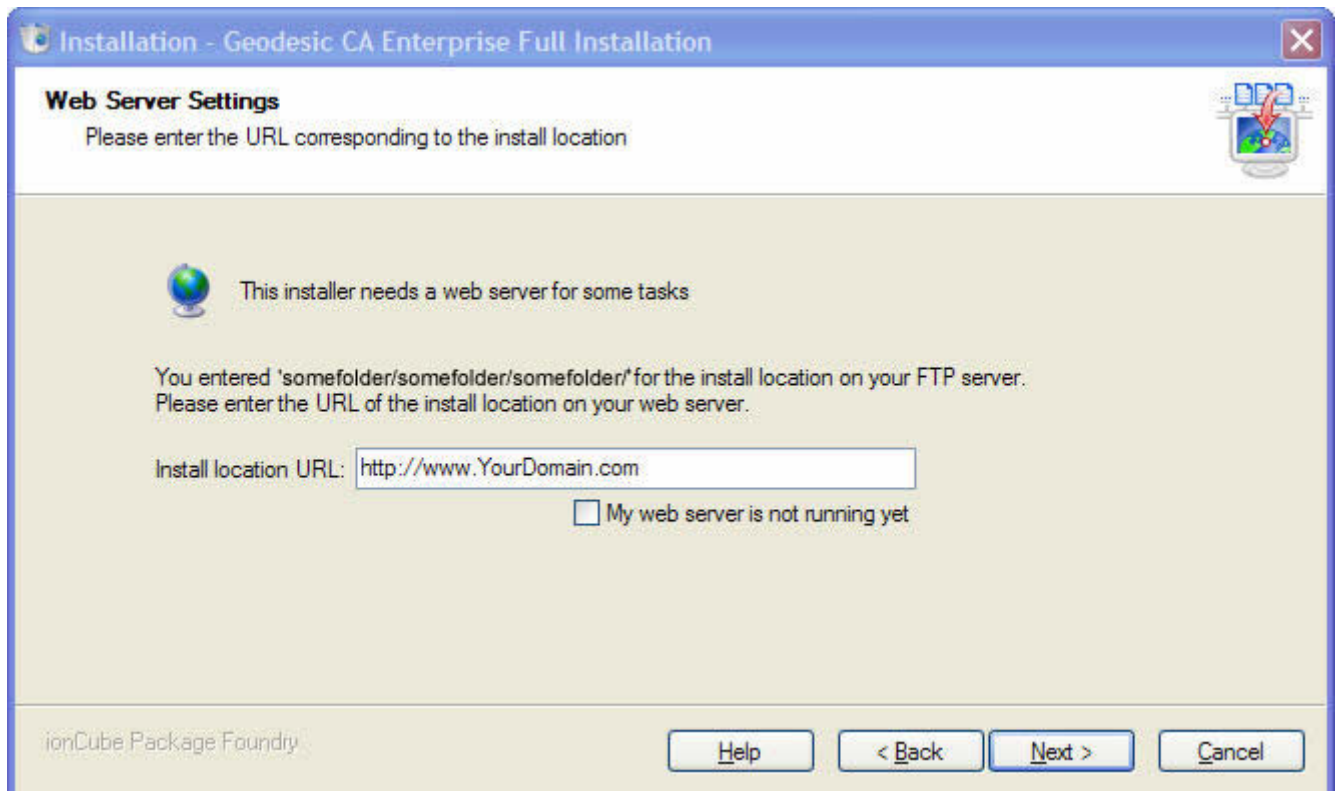 Installation - Geodesic CA Enterprise Full Installation
Web Server Settings
Please enter the URL corresponding to the install location
This installer needs a web server for some tasks
You entered 'somefolder/somefolder/somefolder/' for the install location on your FTP server.
Please enter the URL of the install location on your web server.
Install location URL: http://www.YourDomain.com
My web server is not running yet
ionCube Package Foundry
Help < Back Next > Cancel